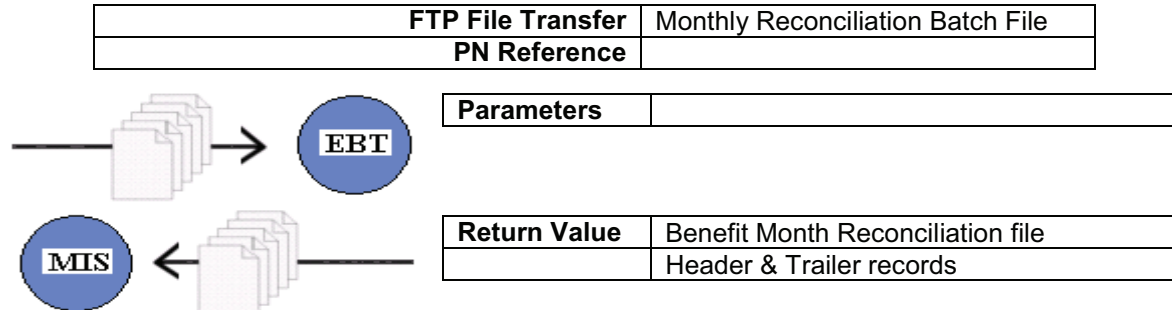 FTP File Transfer Monthly Reconciliation Batch File
PN Reference
EBT
Parameters
MIS
Return Value Benefit Month Reconciliation file
Header & Trailer records